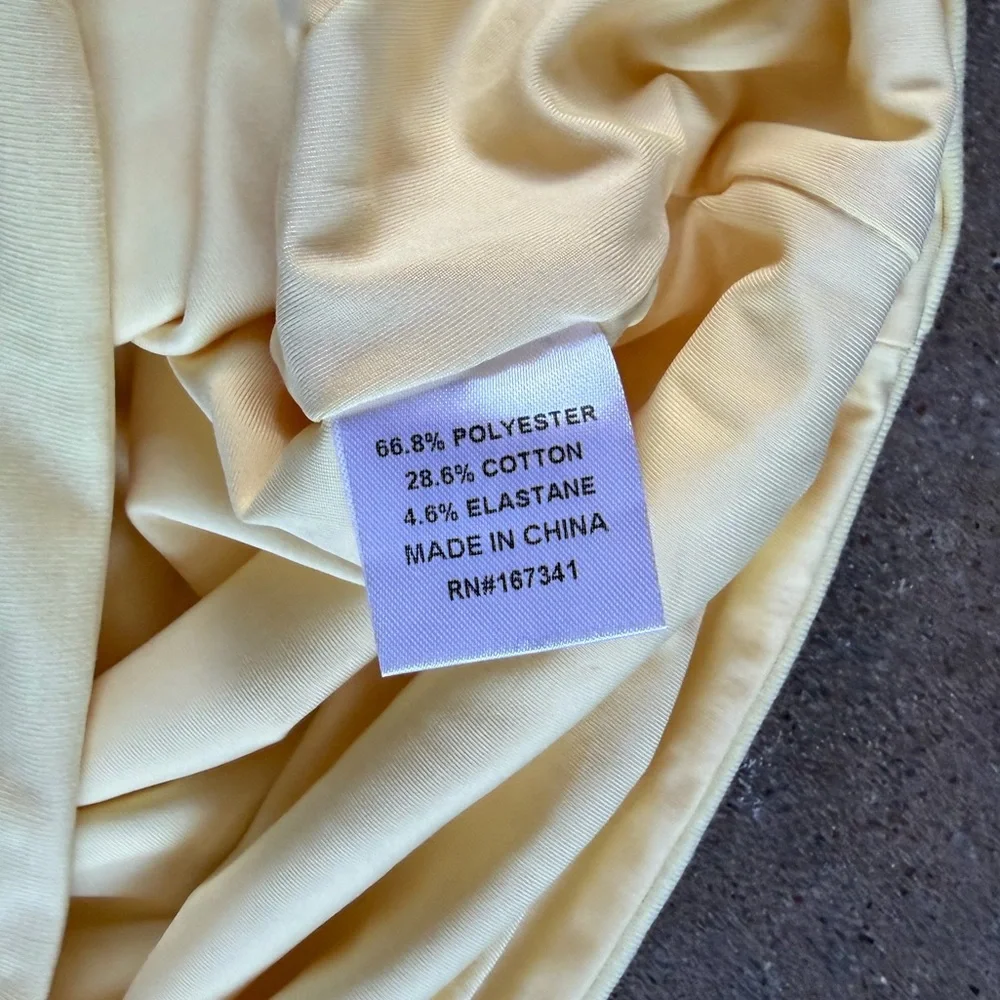 66.8% POLYESTER
28.6% COTTON
4.6% ELASTANE
MADE IN CHINA
RN#167341